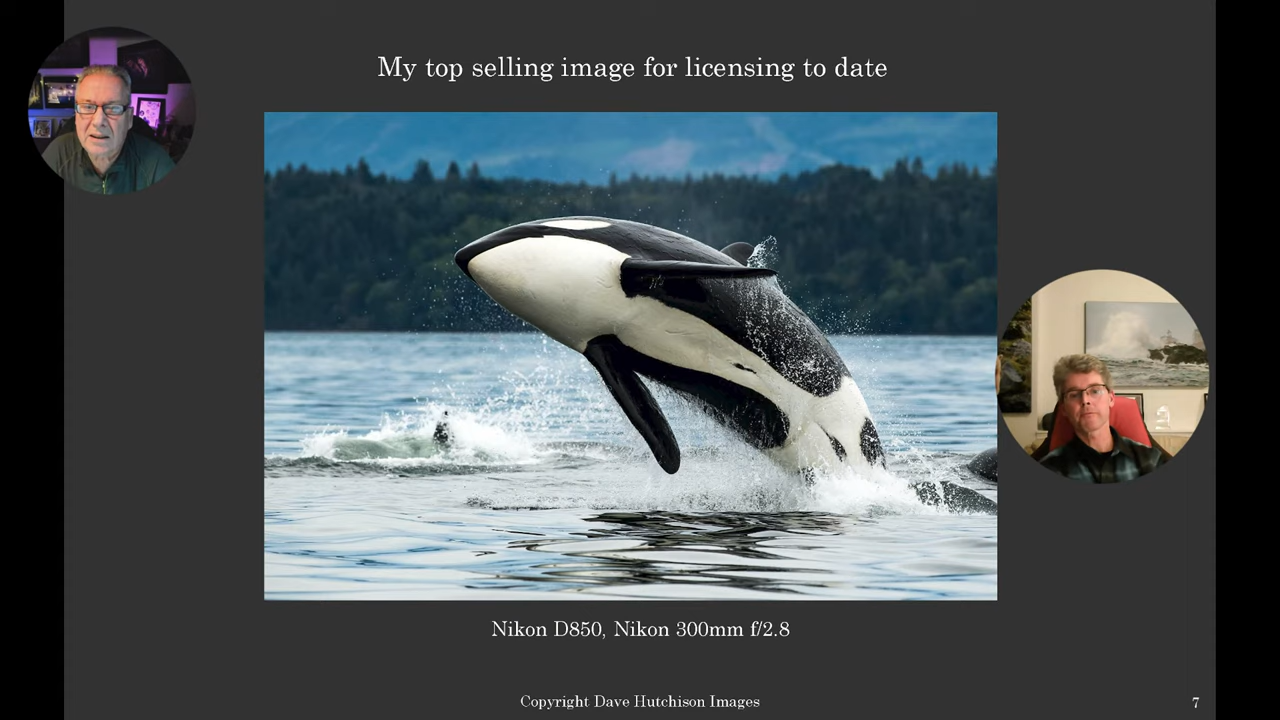 My top selling image for licensing to date
Nikon D850, Nikon 300mm f/2.8
Copyright Dave Hutchison Images
7